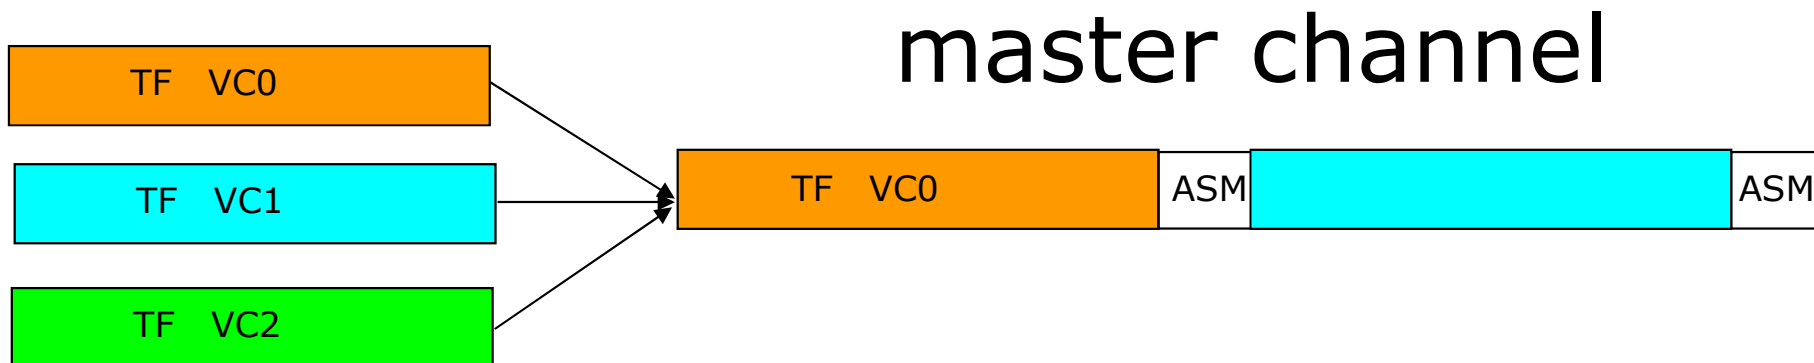 master channel
TF VC0
TF VC1
TF VC2
TF VC0 ASM ASM